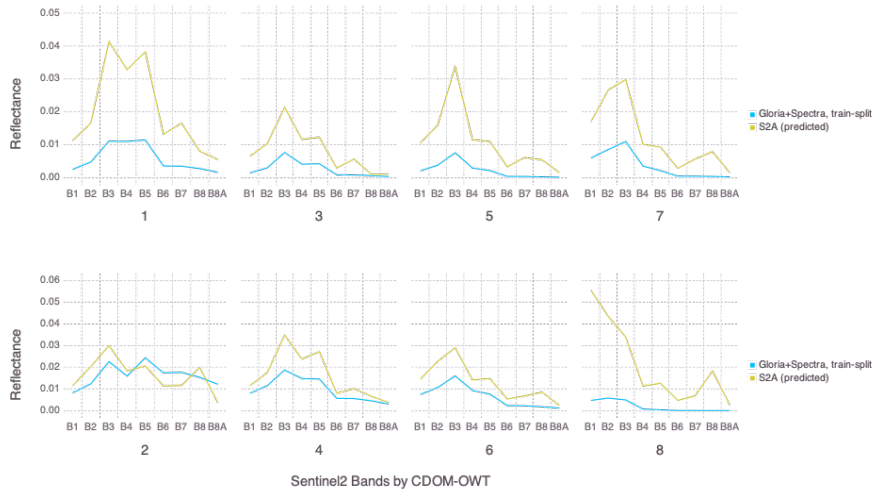 0.05
0.04
0.03
0.02
0.01
0.00
Reflectance
B1 B2 B3 B4 B5 B6 B7 B8 B8A
B1 B2 B3 B4 B5 B6 B7 B8 B8A
B1 B2 B3 B4 B5 B6 B7 B8 B8A
B1 B2 B3 B4 B5 B6 B7 B8 B8A
1 3 5 7
Gloria+Spectra, train-split
S2A (predicted)
0.06
0.05
0.04
0.03
0.02
0.01
0.00
Reflectance
B1 B2 B3 B4 B5 B6 B7 B8 B8A
B1 B2 B3 B4 B5 B6 B7 B8 B8A
B1 B2 B3 B4 B5 B6 B7 B8 B8A
B1 B2 B3 B4 B5 B6 B7 B8 B8A
2 4 6 8
Gloria+Spectra, train-split
S2A (predicted)
Sentinel2 Bands by CDOM-OWT